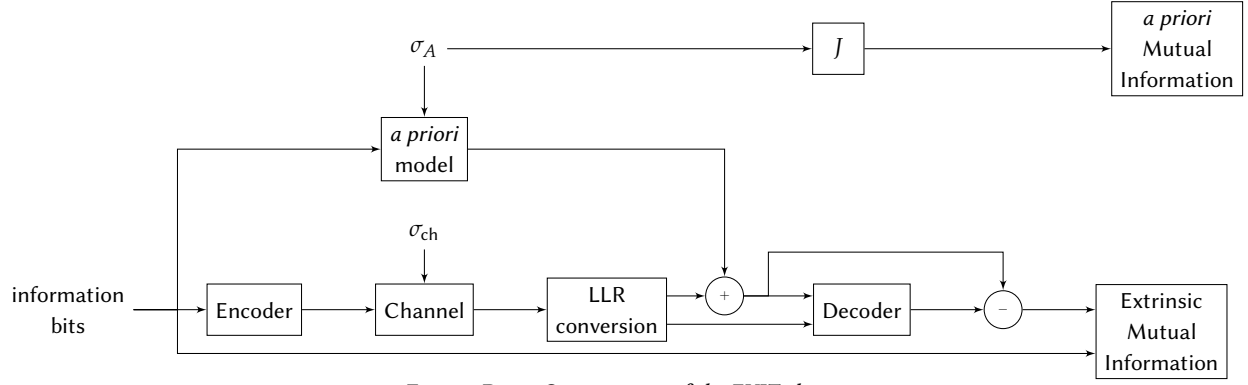 σ_A
J
a priori
Mutual
Information
a priori
model
σ_ch
information
bits
Encoder
Channel
LLR
conversion
+
Decoder
−
Extrinsic
Mutual
Information